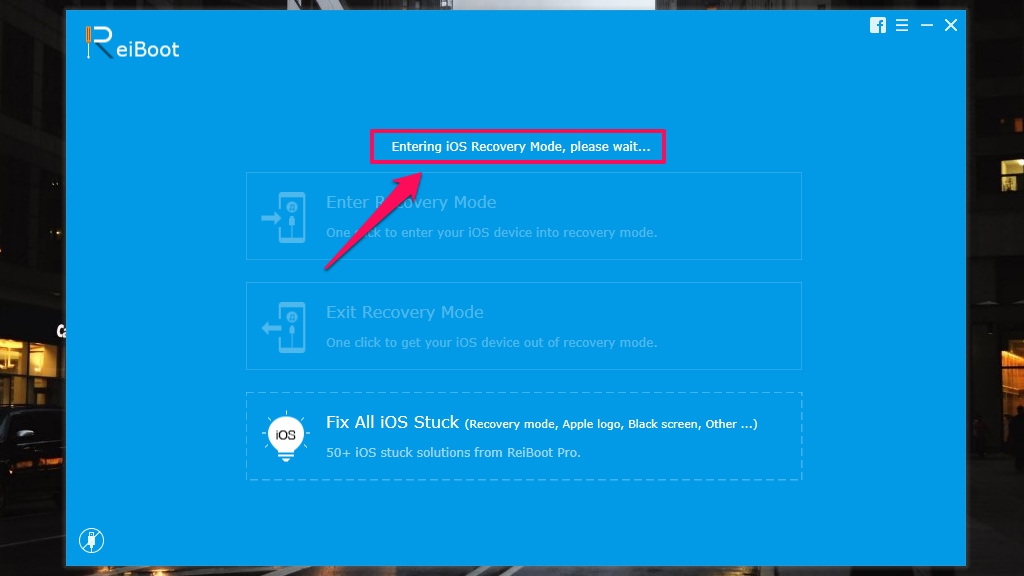 ReiBoot
Entering iOS Recovery Mode, please wait...
Enter Recovery Mode
One click to enter your iOS device into recovery mode.
Exit Recovery Mode
One click to get your iOS device out of recovery mode.
Fix All iOS Stuck (Recovery mode, Apple logo, Black screen, Other ...)
iOS
50+ iOS stuck solutions from ReiBoot Pro.